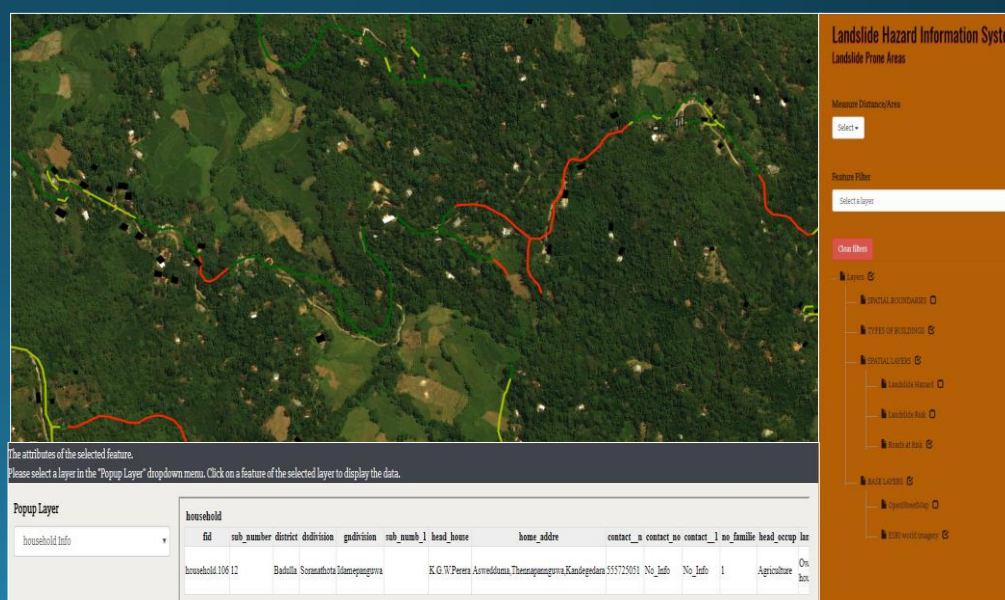 Landslide Hazard Information Syste
Landslide Prone Areas
Measure Distance/Area
Select
Feature Filter
Select a layer
Clear filters
Layers
SPATIAL BOUNDARIES
TYPES OF BUILDINGS
SPATIAL LAYERS
Landslide Hazard
Landslide Risk
Roads at Risk
BASE LAYERS
OpenStreetMap
ESRI world imagery
The attributes of the selected feature.
Please select a layer in the "Popup Layer" dropdown menu. Click on a feature of the selected layer to display the data.
Popup Layer
household Info
household
fid sub_number district dsdivision gndivision sub_numb_1 head_house home_addre contact__n contact_no contact__1 no_familie head_occup lan
household.106 12 Badulla Soranathota Idamepanguwa K.G.W.Perera Aswedduma,Thennapannguwa,Kandegedara 555725051 No_Info No_Info 1 Agriculture Ow
hou